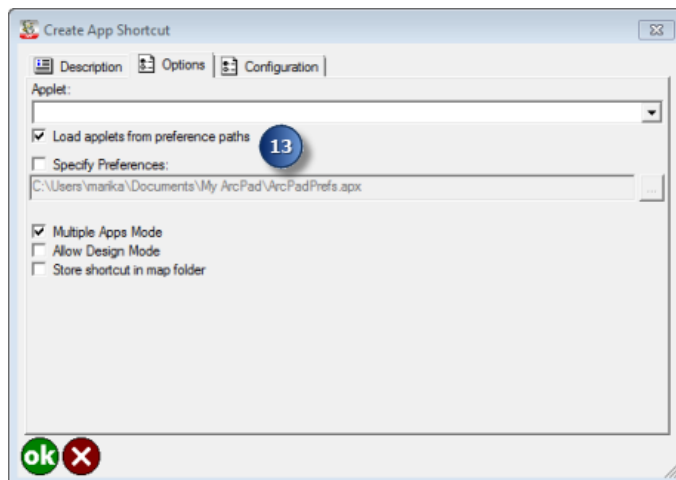 Create App Shortcut
Description Options Configuration
Applet:
Load applets from preference paths
13
Specify Preferences:
C:\Users\marika\Documents\My ArcPad\ArcPadPrefs.apx
...
Multiple Apps Mode
Allow Design Mode
Store shortcut in map folder
ok